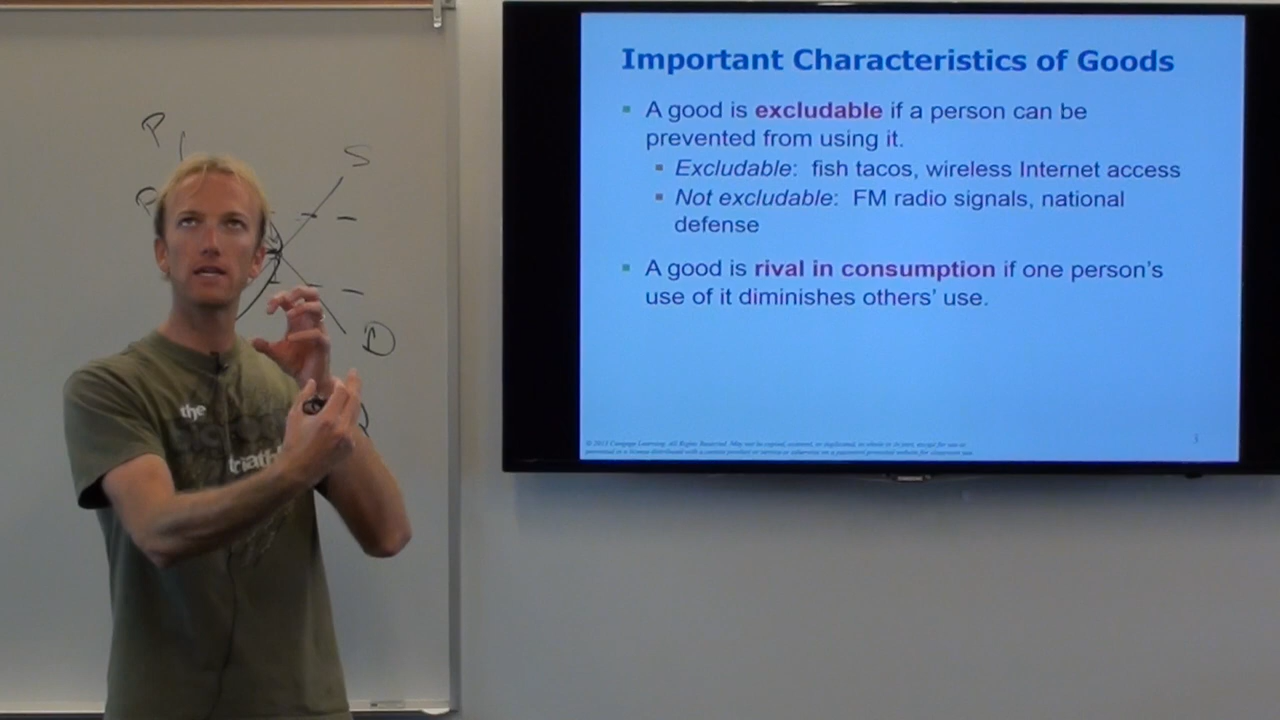 P
P
S
D
the
Important Characteristics of Goods
A good is excludable if a person can be
prevented from using it.
Excludable: fish tacos, wireless Internet access
Not excludable: FM radio signals, national
defense
A good is rival in consumption if one person's
use of it diminishes others' use.
3